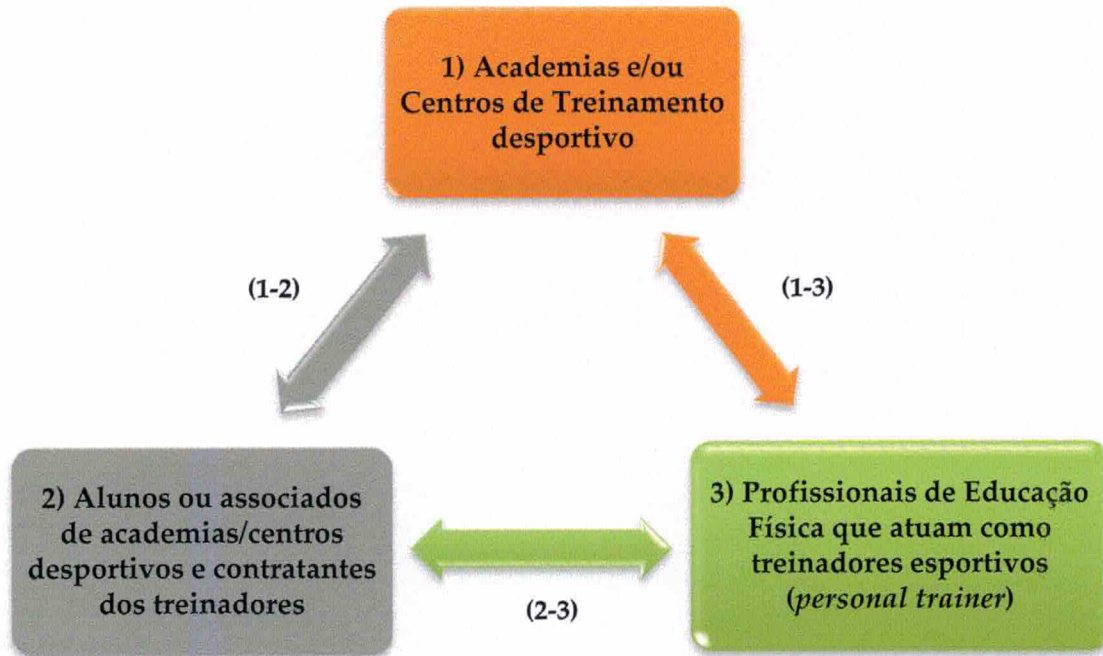 1) Academias e/ou
Centros de Treinamento
desportivo
(1-2)
(1-3)
2) Alunos ou associados
de academias/centros
desportivos e contratantes
dos treinadores
(2-3)
3) Profissionais de Educação
Física que atuam como
treinadores esportivos
(personal trainer)